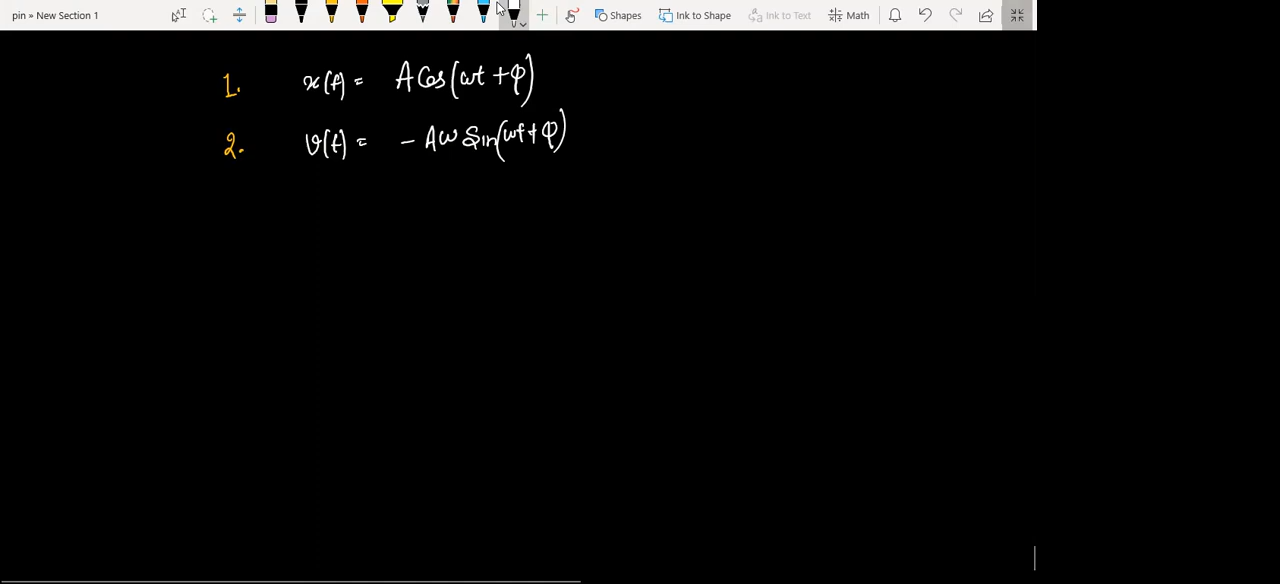 pin » New Section 1 Shapes Ink to Shape Ink to Text Math
1. x(t) = A Cos(ωt + φ)
2. v(t) = - Aω Sin(ωt + φ)